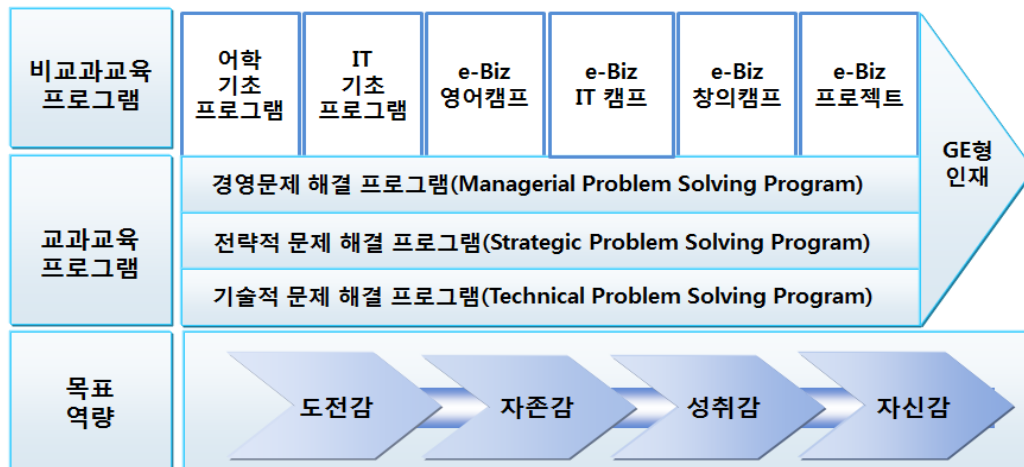 비교과교육
프로그램
어학
기초
프로그램
IT
기초
프로그램
e-Biz
영어캠프
e-Biz
IT 캠프
e-Biz
창의캠프
e-Biz
프로젝트
GE형
인재
교과교육
프로그램
경영문제 해결 프로그램(Managerial Problem Solving Program)
전략적 문제 해결 프로그램(Strategic Problem Solving Program)
기술적 문제 해결 프로그램(Technical Problem Solving Program)
목표
역량
도전감
자존감
성취감
자신감